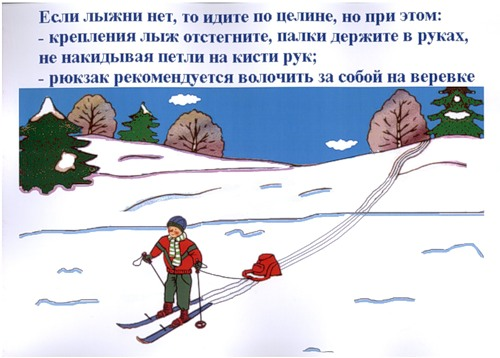 Если лыжни нет, то идите по целине, но при этом:
- крепления лыж отстегните, палки держите в руках,
не накидывая петли на кисти рук;
- рюкзак рекомендуется волочить за собой на веревке